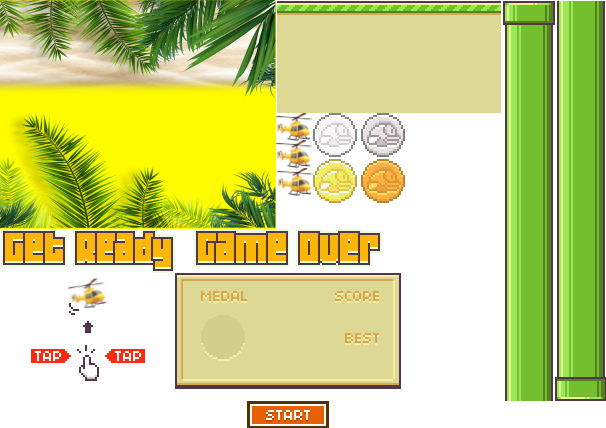 Get Ready
Game Over
MEDAL
SCORE
BEST
TAP
TAP
START